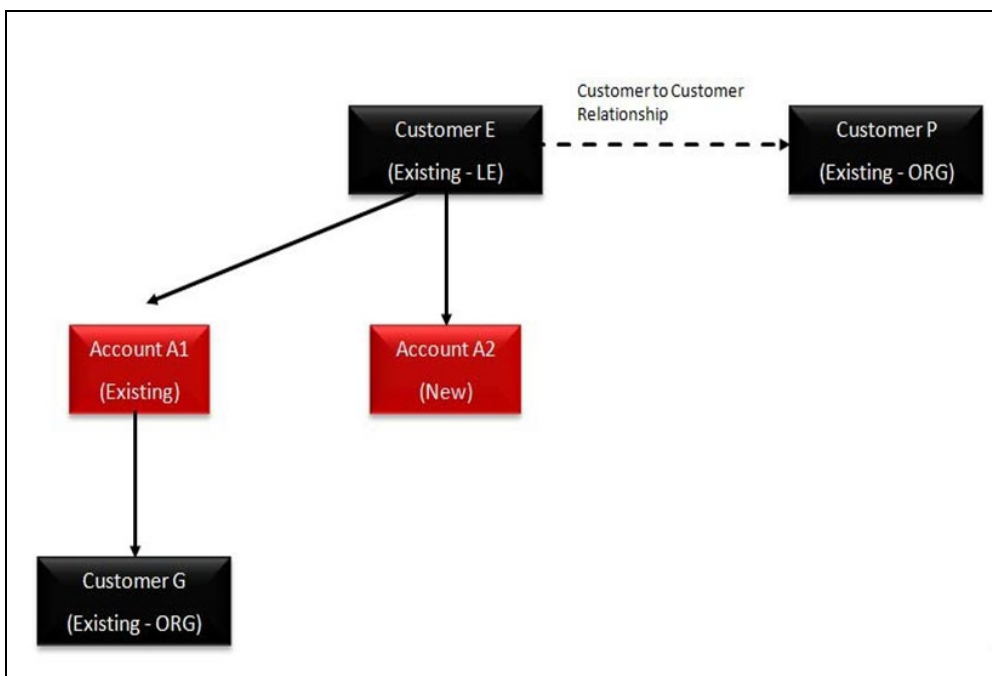 Customer to Customer
Relationship
Customer E
(Existing - LE)
Customer P
(Existing - ORG)
Account A1
(Existing)
Account A2
(New)
Customer G
(Existing - ORG)